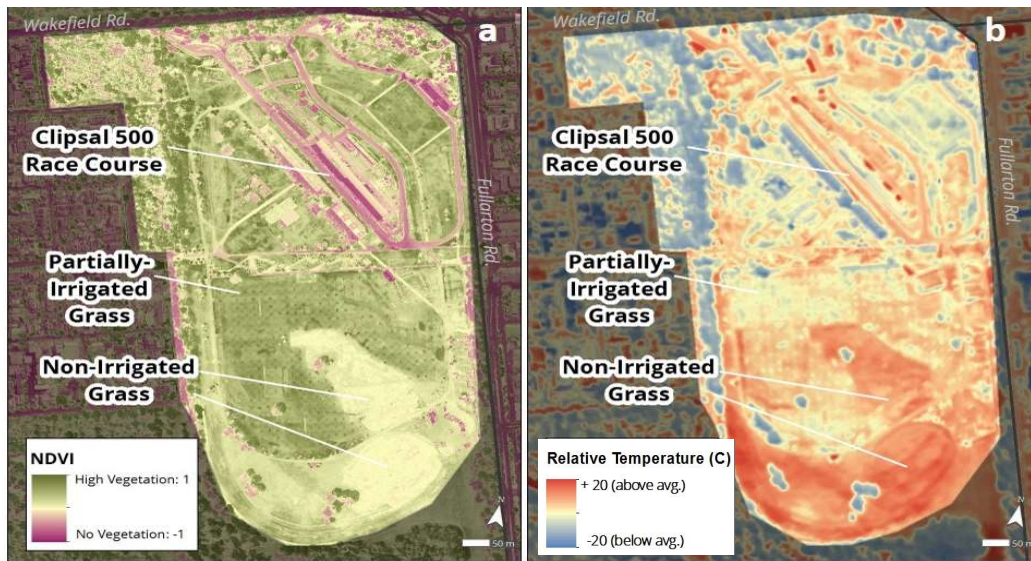 Wakefield Rd.
a
Clipsal 500
Race Course
Fullarton Rd.
Partially-
Irrigated
Grass
Non-Irrigated
Grass
NDVI
High Vegetation: 1
No Vegetation: -1
N
50 m
Wakefield Rd.
b
Clipsal 500
Race Course
Fullarton Rd.
Partially-
Irrigated
Grass
Non-Irrigated
Grass
Relative Temperature (C)
+ 20 (above avg.)
-20 (below avg.)
N
50 m